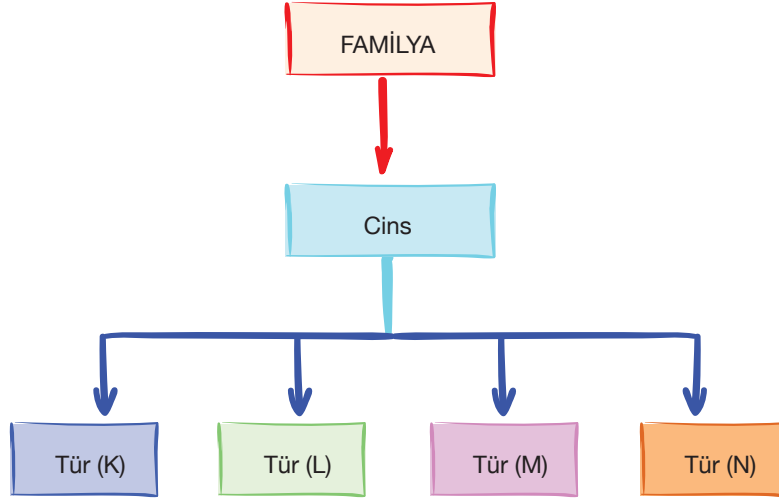 FAMİLYA
Cins
Tür (K)
Tür (L)
Tür (M)
Tür (N)